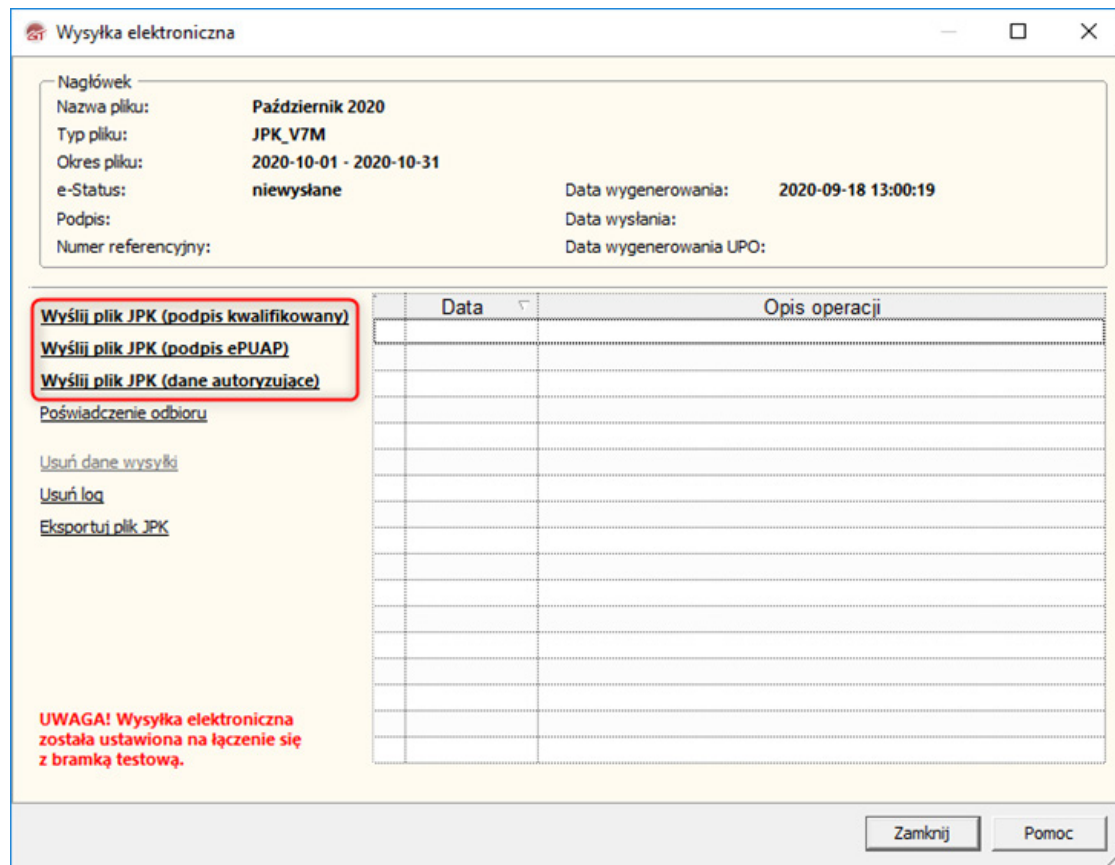 Wysyłka elektroniczna
Nagłówek
Nazwa pliku: Październik 2020
Typ pliku: JPK_V7M
Okres pliku: 2020-10-01 - 2020-10-31
e-Status: niewysłane Data wygenerowania: 2020-09-18 13:00:19
Podpis: Data wysłania:
Numer referencyjny: Data wygenerowania UPO:
Data Opis operacji
Wyślij plik JPK (podpis kwalifikowany)
Wyślij plik JPK (podpis ePUAP)
Wyślij plik JPK (dane autoryzujące)
Poświadczenie odbioru
Usuń dane wysyłki
Usuń log
Eksportuj plik JPK
UWAGA! Wysyłka elektroniczna
została ustawiona na łączenie się
z bramką testową.
Zamknij Pomoc